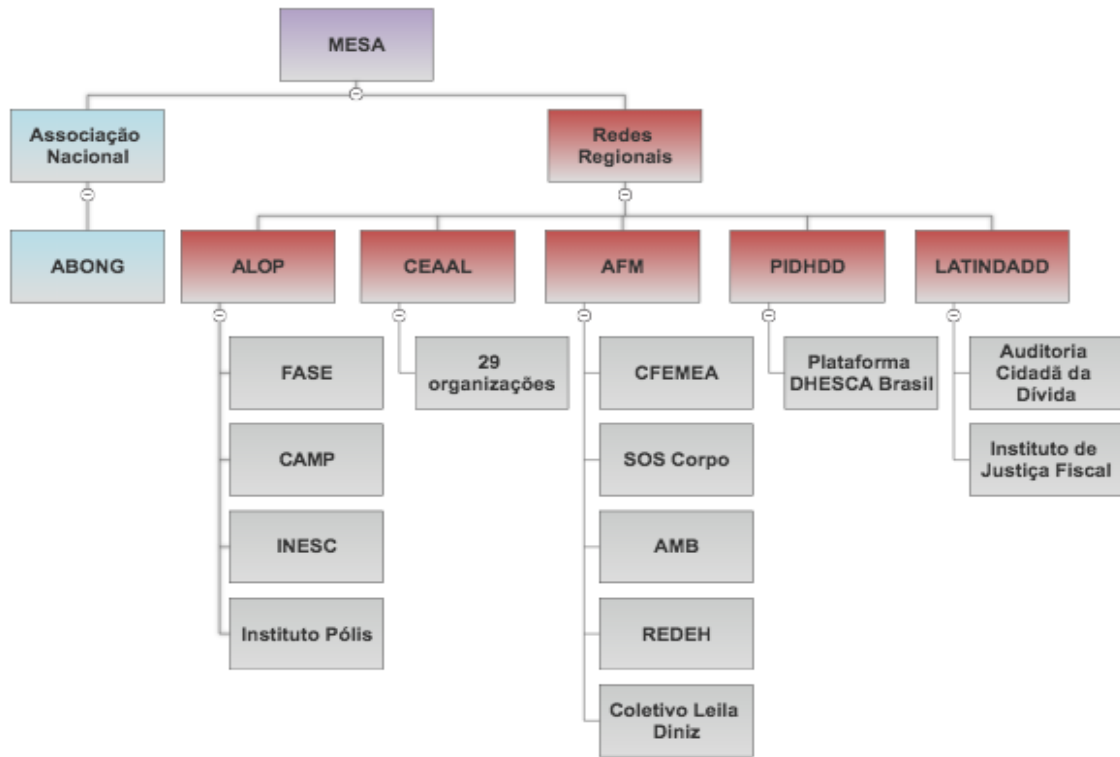 MESA
Associação
Nacional
Redes
Regionais
ABONG
ALOP
CEAAL
AFM
PIDHDD
LATINDADD
FASE
CAMP
INESC
Instituto Pólis
29
organizações
CFEMEA
SOS Corpo
AMB
REDEH
Coletivo Leila
Diniz
Plataforma
DHESCA Brasil
Auditoria
Cidadã da
Dívida
Instituto de
Justiça Fiscal